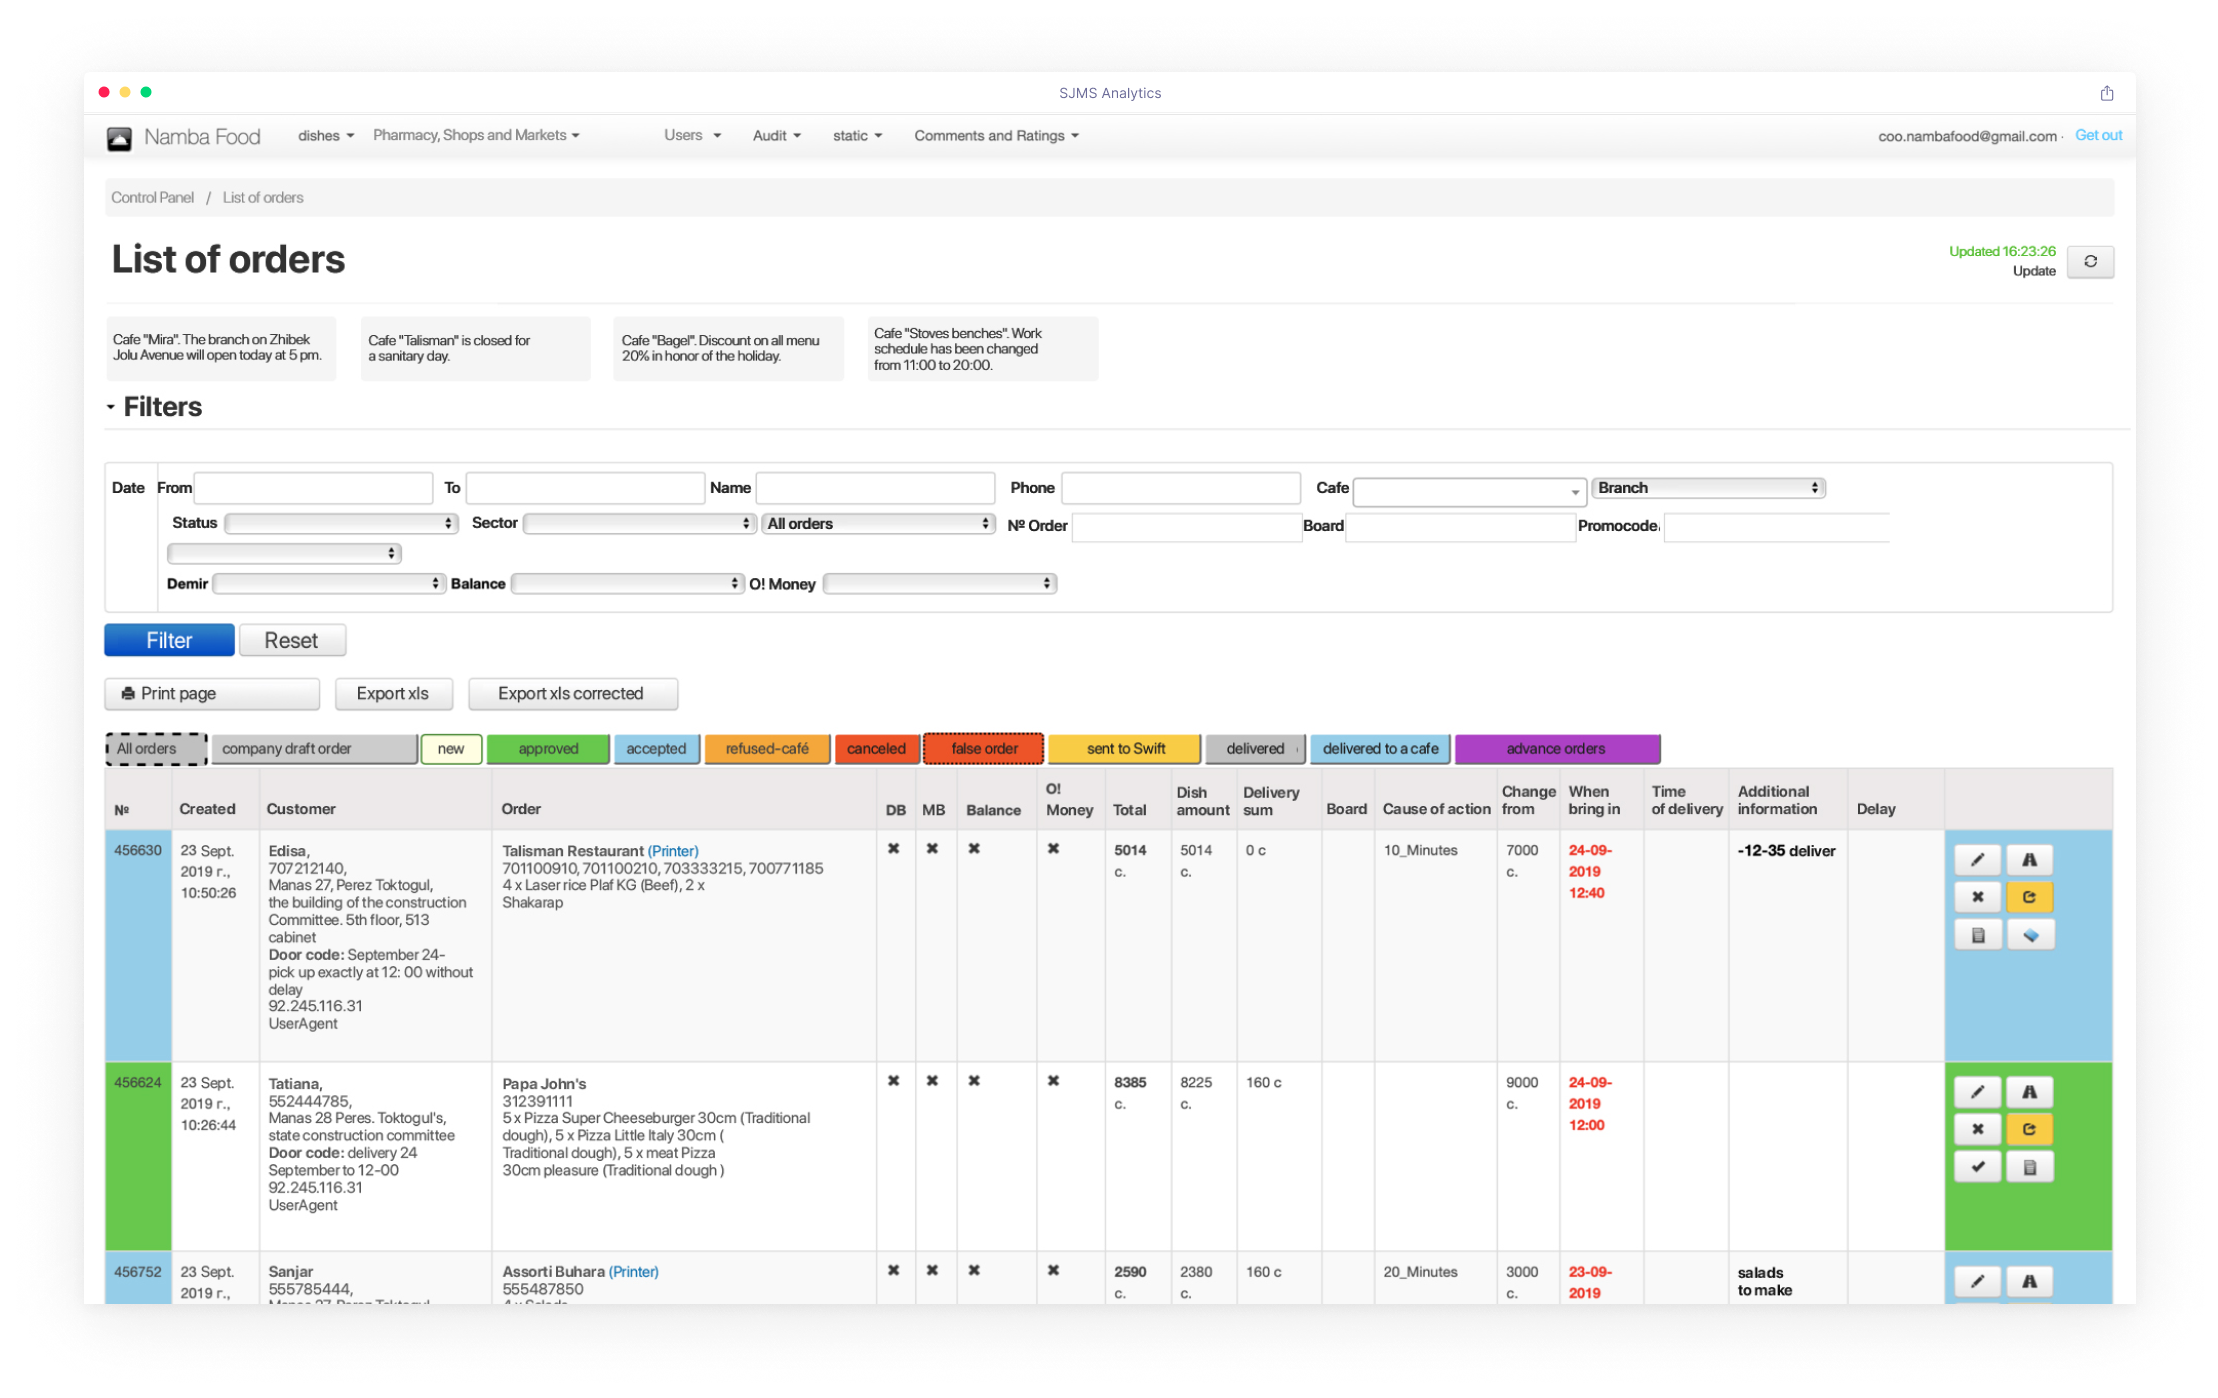 SJMS Analytics
Namba Food dishes Pharmacy, Shops and Markets Users Audit static Comments and Ratings coo.nambafood@gmail.com · Get out
Control Panel / List of orders
List of orders
Updated 16:23:26
Update
Cafe "Mira". The branch on Zhibek
Jolu Avenue will open today at 5 pm.
Cafe "Talisman" is closed for
a sanitary day.
Cafe "Bagel". Discount on all menu
20% in honor of the holiday.
Cafe "Stoves benches". Work
schedule has been changed
from 11:00 to 20:00.
Filters
Date From To Name Phone Cafe Branch
Status Sector All orders Nº Order Board Promocode
Demir Balance O! Money
Filter Reset
Print page Export xls Export xls corrected
All orders company draft order new approved accepted refused-café canceled false order sent to Swift delivered delivered to a cafe advance orders
Nº Created Customer Order DB MB Balance
O!
Money
Total
Dish
amount
Delivery
sum
Board Cause of action
Change
from
When
bring in
Time
of delivery
Additional
information
Delay
456630
23 Sept.
2019 г.,
10:50:26
Edisa,
707212140,
Manas 27, Perez Toktogul,
the building of the construction
Committee. 5th floor, 513
cabinet
Door code: September 24-
pick up exactly at 12: 00 without
delay
92.245.116.31
UserAgent
Talisman Restaurant (Printer)
701100910, 701100210, 703333215, 700771185
4 x Laser rice Plaf KG (Beef), 2 x
Shakarap
5014
c.
5014
c.
0 c
10_Minutes
7000
c.
24-09-
2019
12:40
-12-35 deliver
456624
23 Sept.
2019 г.,
10:26:44
Tatiana,
552444785,
Manas 28 Peres. Toktogul's,
state construction committee
Door code: delivery 24
September to 12-00
92.245.116.31
UserAgent
Papa John's
312391111
5 x Pizza Super Cheeseburger 30cm (Traditional
dough), 5 x Pizza Little Italy 30cm (
Traditional dough), 5 x meat Pizza
30cm pleasure (Traditional dough )
8385
c.
8225
c.
160 c
9000
c.
24-09-
2019
12:00
456752
23 Sept.
2019 г.,
Sanjar
555785444,
Assorti Buhara (Printer)
555487850
2590
c.
2380
c.
160 c
20_Minutes
3000
c.
23-09-
2019
salads
to make